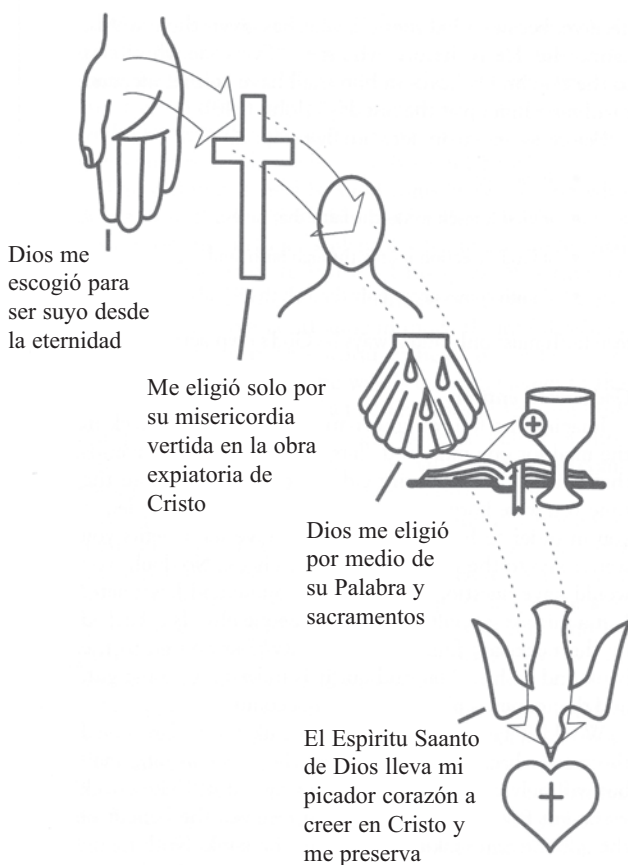 Dios me
escogió para
ser suyo desde
la eternidad
Me eligió solo por
su misericordia
vertida en la obra
expiatoria de
Cristo
Dios me eligió
por medio de
su Palabra y
sacramentos
El Espìritu Saanto
de Dios lleva mi
picador corazón a
creer en Cristo y
me preserva